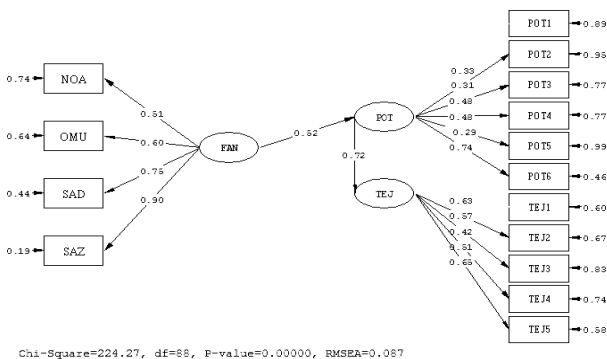 POT1 0.89
POT2 0.95
0.74 NOA 0.33 POT3 0.77
0.31
0.51 0.48 POT4 0.77
0.64 OMU POT 0.48
0.60 0.52 0.29 POT5 0.99
FAN 0.74
0.75 0.72 POT6 0.46
0.44 SAD TEJ 0.63 TEJ1 0.60
0.90 0.57
0.42 TEJ2 0.67
0.19 SAZ 0.51
0.65 TEJ3 0.83
TEJ4 0.74
TEJ5 0.58
Chi-Square=224.27, df=88, P-value=0.00000, RMSEA=0.087